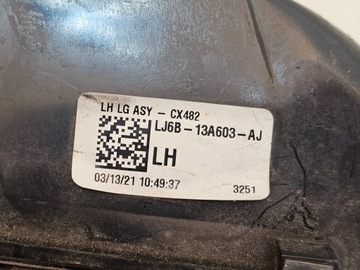 LH LG ASY - CX482
LJ6B - 13A603 - AJ
LH
03/13/21 10:49:37
3251